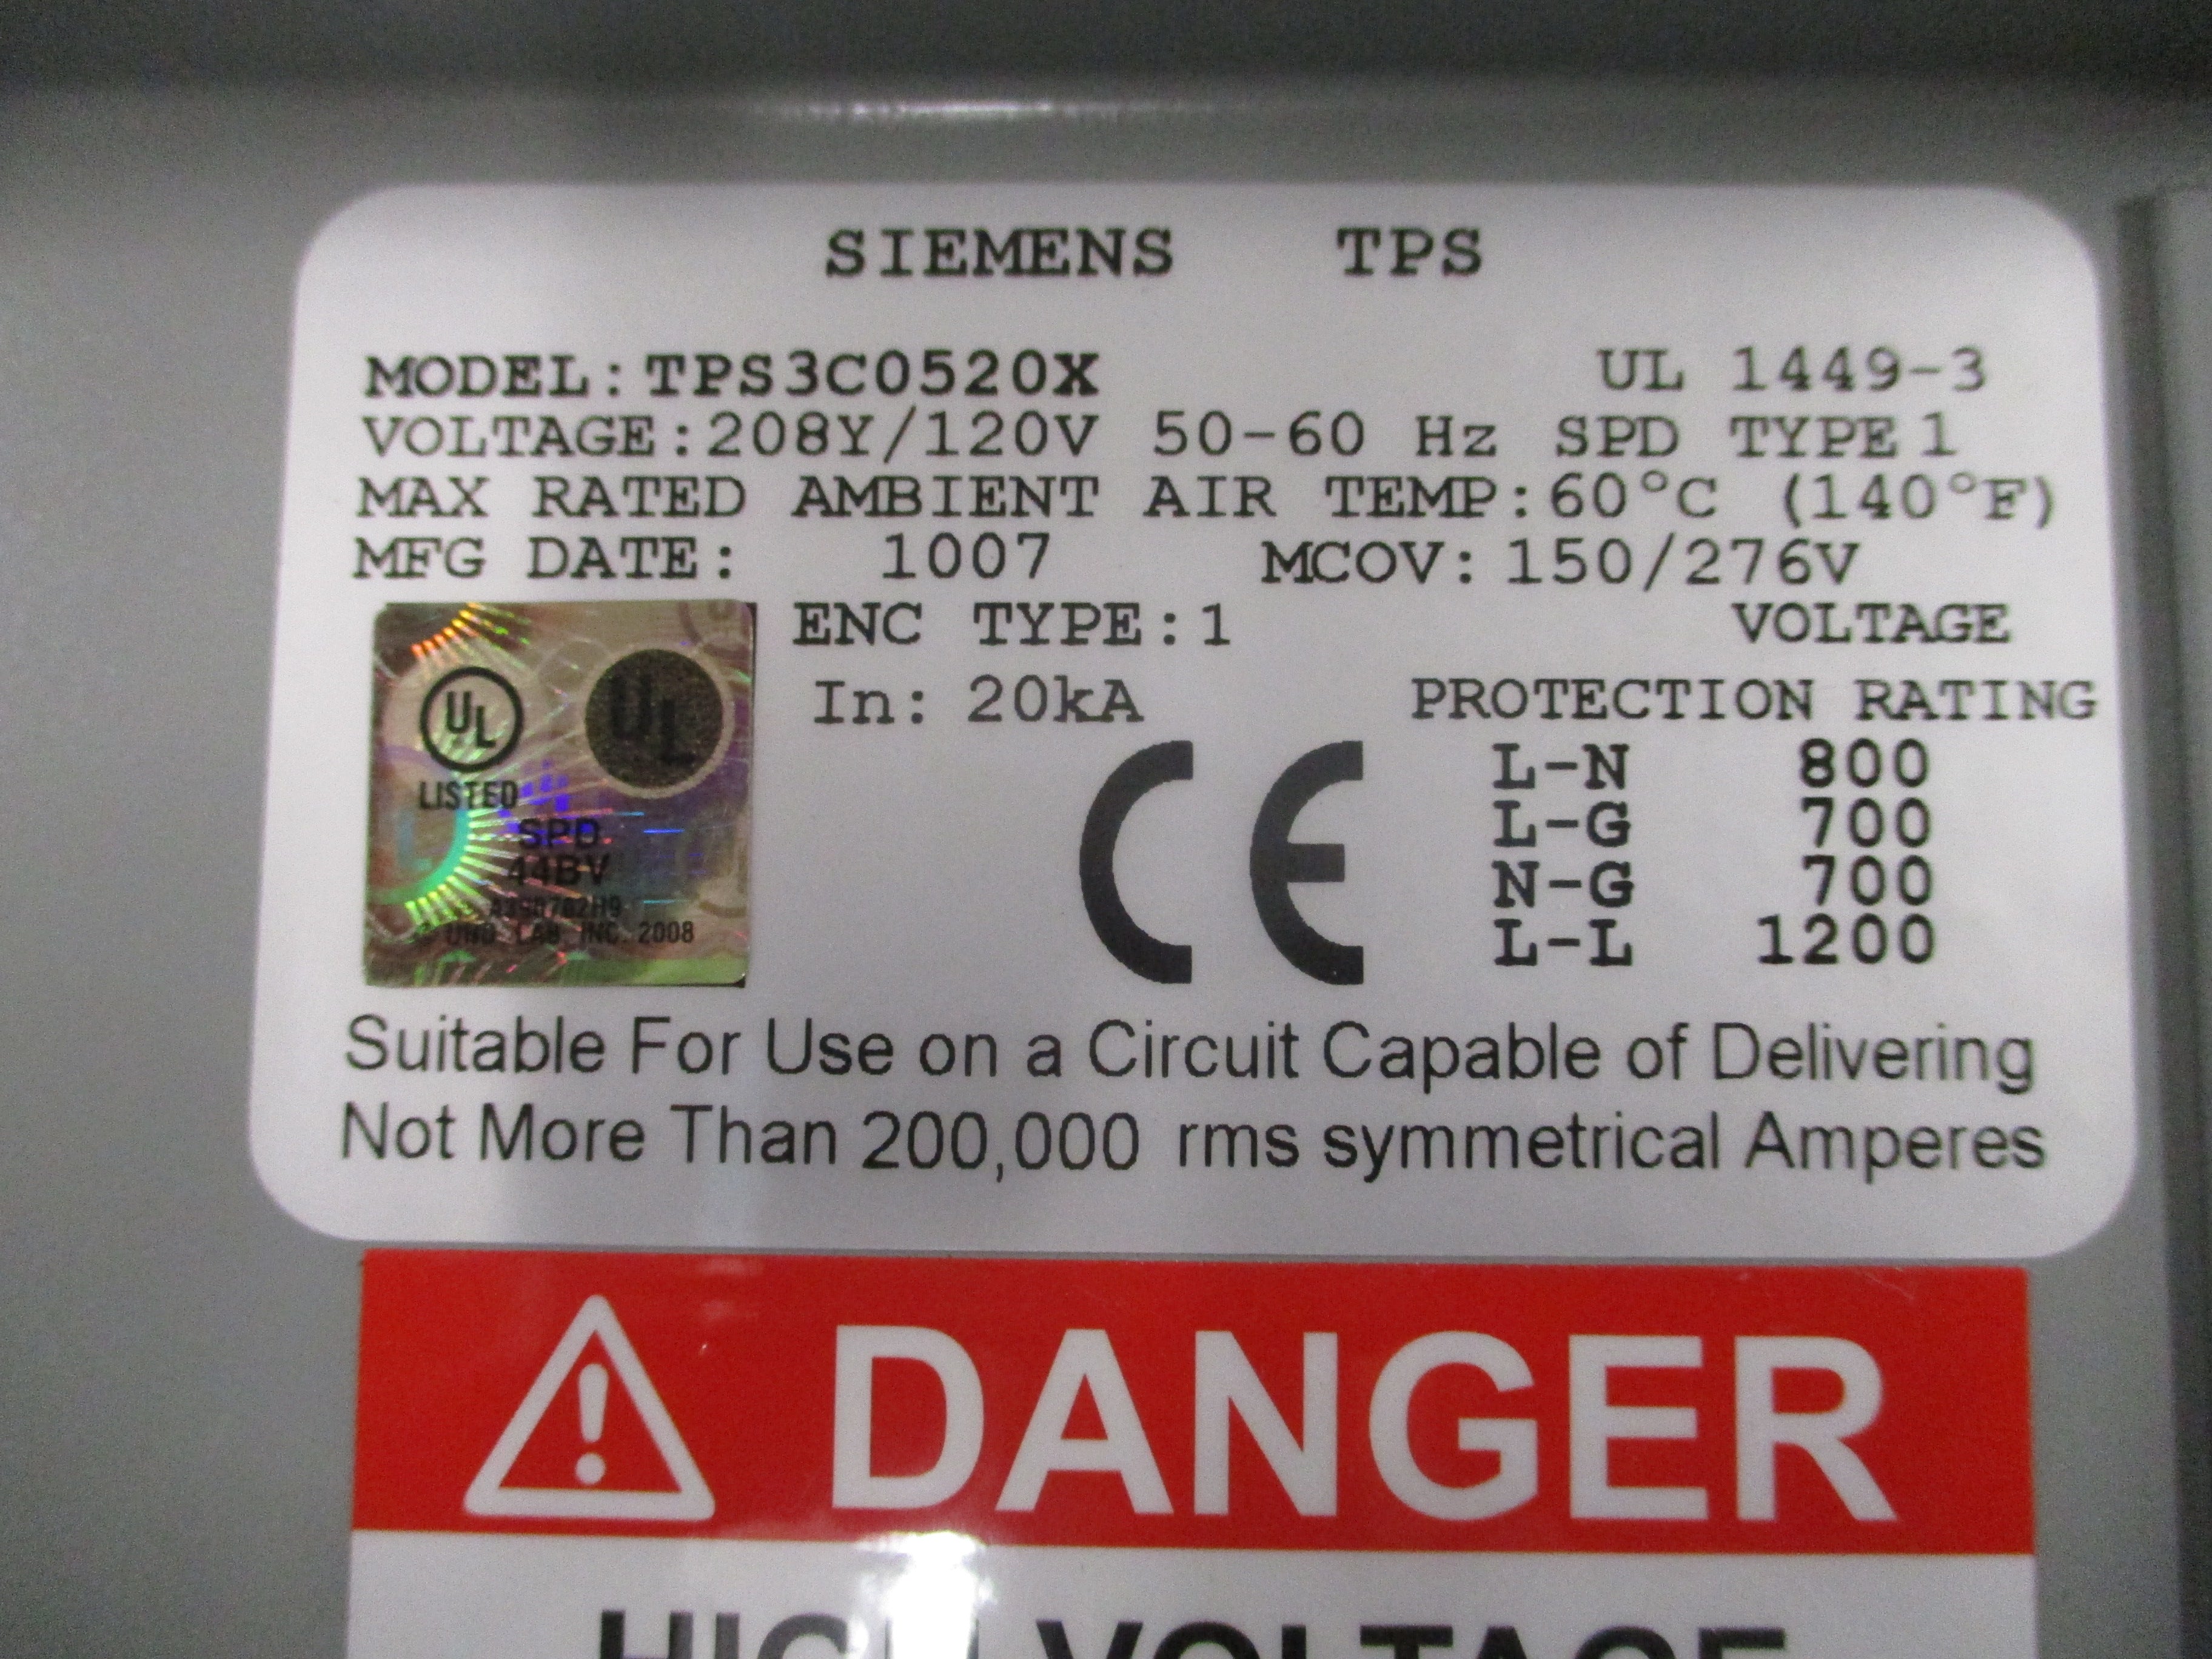 SIEMENS TPS
MODEL:TPS3C0520X UL 1449-3
VOLTAGE:208Y/120V 50-60 Hz SPD TYPE 1
MAX RATED AMBIENT AIR TEMP:60°C (140°F)
MFG DATE: 1007 MCOV: 150/276V
ENC TYPE:1 VOLTAGE
In: 20kA PROTECTION RATING
L-N 800
L-G 700
N-G 700
L-L 1200
CE
UL UL
LISTED
SPD
44BV
UND. LAB. INC. 2008
Suitable For Use on a Circuit Capable of Delivering
Not More Than 200,000 rms symmetrical Amperes
DANGER
HIGH VOLTAGE